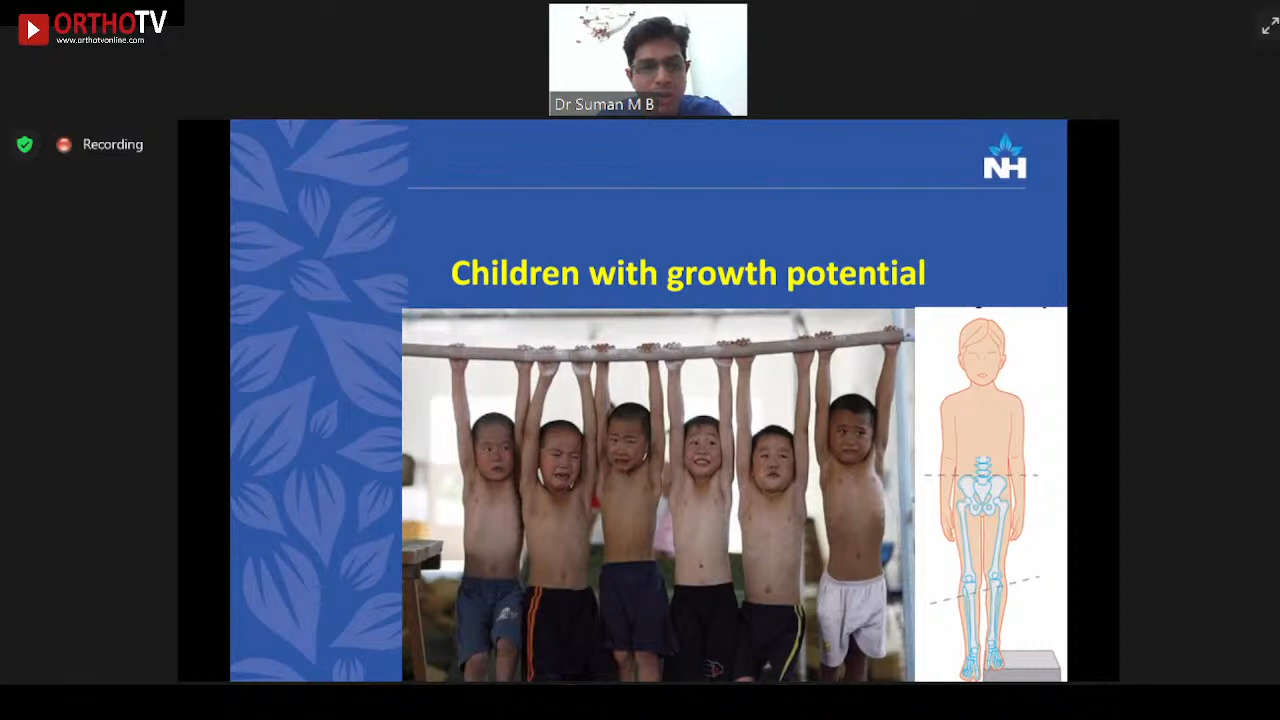 ORTHOTV
www.orthotvonline.com
Dr Suman M B
Recording
NH
Children with growth potential